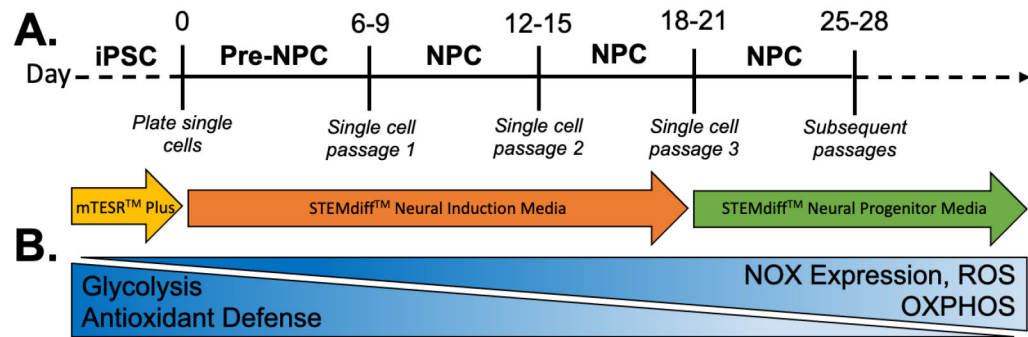 A.
0
6-9
12-15
18-21
25-28
iPSC
Pre-NPC
NPC
NPC
NPC
Day
Plate single
cells
Single cell
passage 1
Single cell
passage 2
Single cell
passage 3
Subsequent
passages
mTESR™ Plus
STEMdiff™ Neural Induction Media
STEMdiff™ Neural Progenitor Media
B.
Glycolysis
Antioxidant Defense
NOX Expression, ROS
OXPHOS